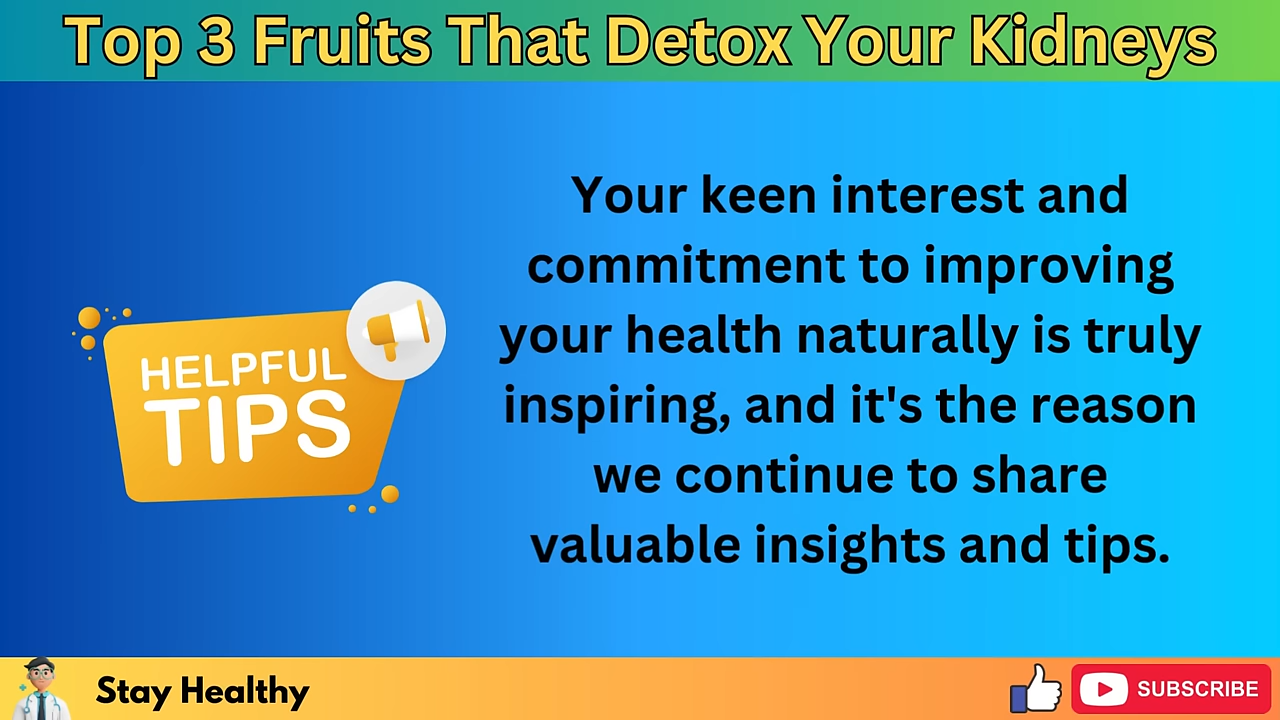 Top 3 Fruits That Detox Your Kidneys
HELPFUL
TIPS
Your keen interest and
commitment to improving
your health naturally is truly
inspiring, and it's the reason
we continue to share
valuable insights and tips.
Stay Healthy
SUBSCRIBE